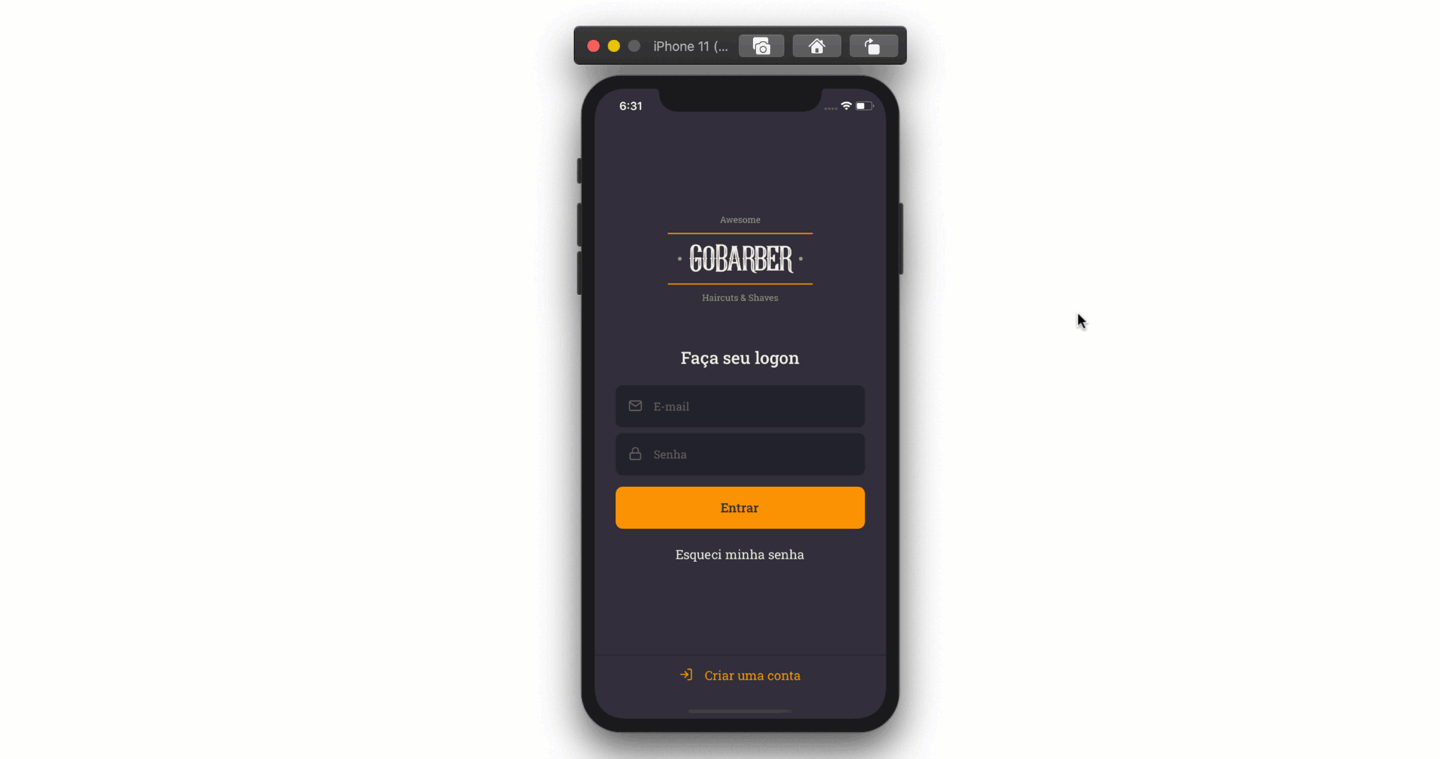 iPhone 11 (...
6:31
Awesome
GOBARBER
Haircuts & Shaves
Faça seu logon
E-mail
Senha
Entrar
Esqueci minha senha
Criar uma conta